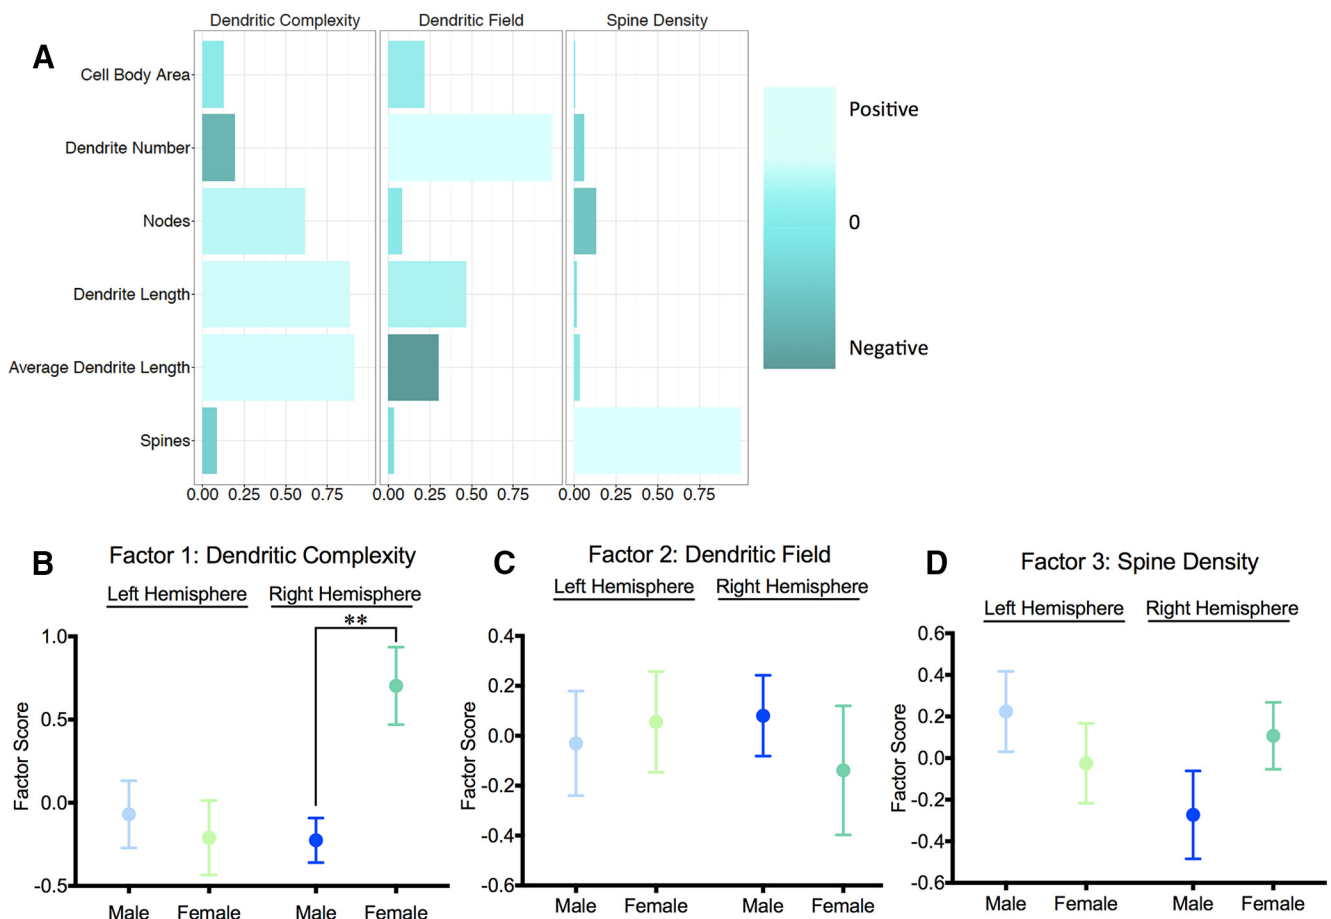 A
Dendritic Complexity
Dendritic Field
Spine Density
Cell Body Area
Dendrite Number
Nodes
Dendrite Length
Average Dendrite Length
Spines
0.00 0.25 0.50 0.75
0.00 0.25 0.50 0.75
0.00 0.25 0.50 0.75
Positive
0
Negative
B
Factor 1: Dendritic Complexity
Left Hemisphere
Right Hemisphere
**
1.0
0.5
0.0
-0.5
Factor Score
Male Female Male Female
C
Factor 2: Dendritic Field
Left Hemisphere
Right Hemisphere
0.4
0.2
0.0
-0.2
-0.4
-0.6
Factor Score
Male Female Male Female
D
Factor 3: Spine Density
Left Hemisphere
Right Hemisphere
0.6
0.4
0.2
0.0
-0.2
-0.4
-0.6
Factor Score
Male Female Male Female